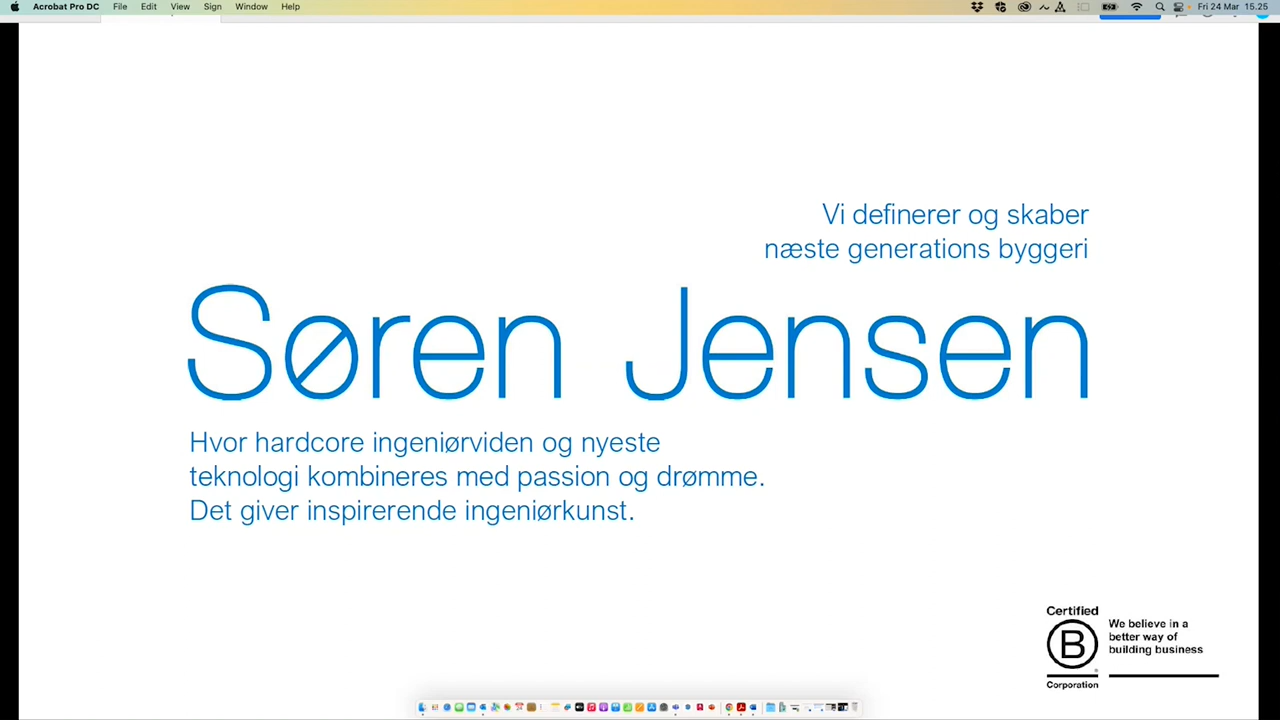 Acrobat Pro DC File Edit View Sign Window Help Fri 24 Mar 15.25
Vi definerer og skaber
næste generations byggeri
Søren Jensen
Hvor hardcore ingeniørviden og nyeste
teknologi kombineres med passion og drømme.
Det giver inspirerende ingeniørkunst.
Certified
B
Corporation
We believe in a
better way of
building business